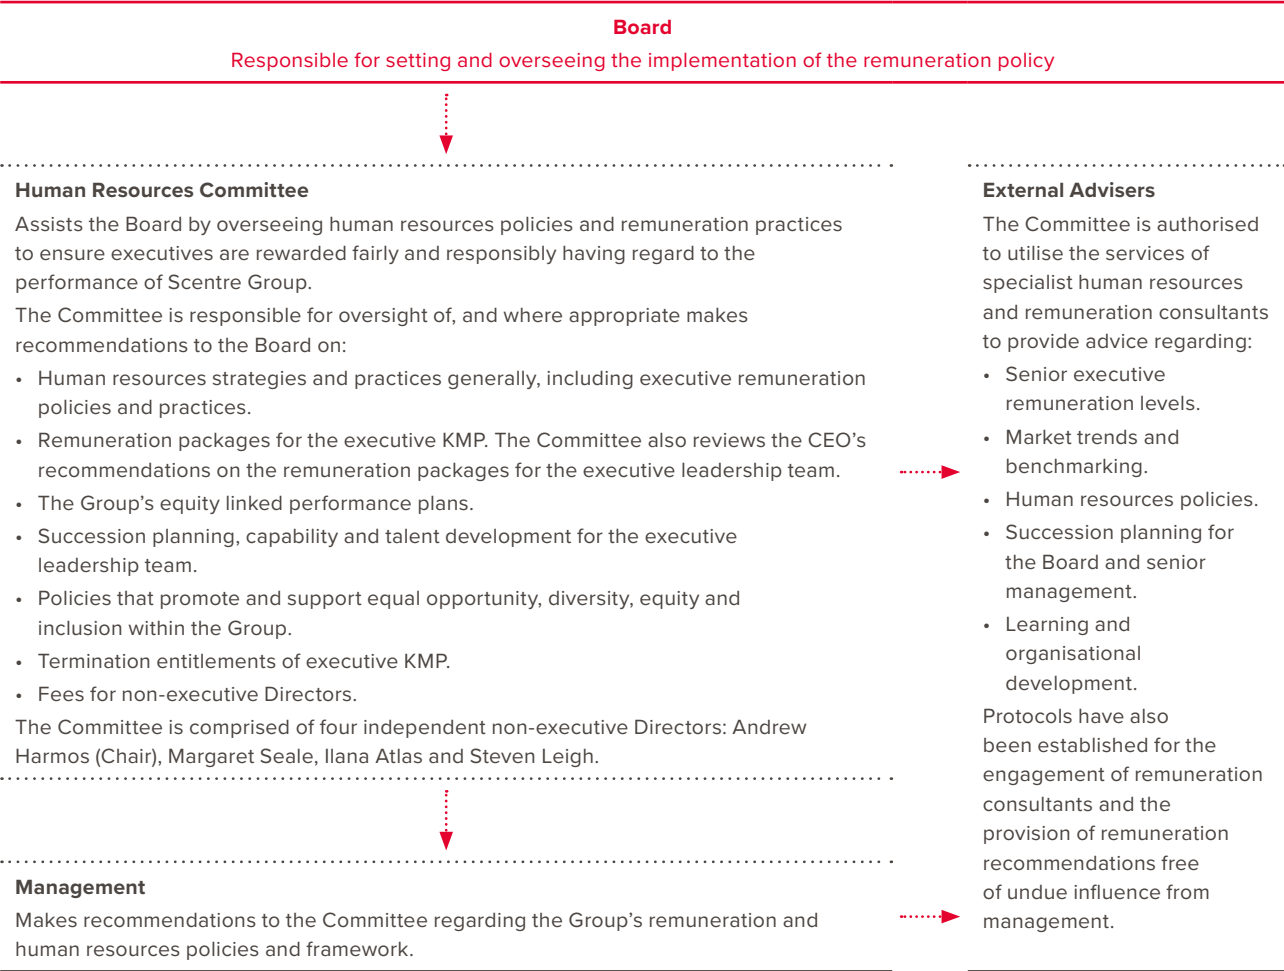 Board
Responsible for setting and overseeing the implementation of the remuneration policy
Human Resources Committee
Assists the Board by overseeing human resources policies and remuneration practices
to ensure executives are rewarded fairly and responsibly having regard to the
performance of Scentre Group.
The Committee is responsible for oversight of, and where appropriate makes
recommendations to the Board on:
• Human resources strategies and practices generally, including executive remuneration
policies and practices.
• Remuneration packages for the executive KMP. The Committee also reviews the CEO’s
recommendations on the remuneration packages for the executive leadership team.
• The Group’s equity linked performance plans.
• Succession planning, capability and talent development for the executive
leadership team.
• Policies that promote and support equal opportunity, diversity, equity and
inclusion within the Group.
• Termination entitlements of executive KMP.
• Fees for non-executive Directors.
The Committee is comprised of four independent non-executive Directors: Andrew
Harmos (Chair), Margaret Seale, Ilana Atlas and Steven Leigh.
Management
Makes recommendations to the Committee regarding the Group’s remuneration and
human resources policies and framework.
External Advisers
The Committee is authorised
to utilise the services of
specialist human resources
and remuneration consultants
to provide advice regarding:
• Senior executive
remuneration levels.
• Market trends and
benchmarking.
• Human resources policies.
• Succession planning for
the Board and senior
management.
• Learning and
organisational
development.
Protocols have also
been established for the
engagement of remuneration
consultants and the
provision of remuneration
recommendations free
of undue influence from
management.